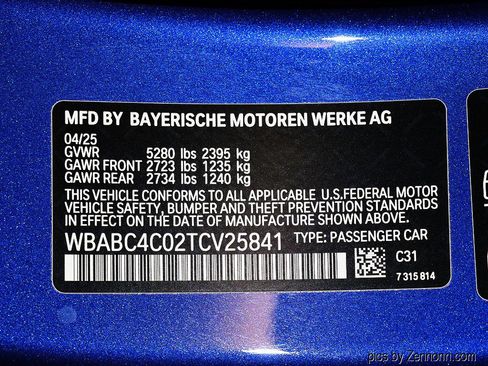 MFD BY BAYERISCHE MOTOREN WERKE AG
04/25
GVWR 5280 lbs 2395 kg
GAWR FRONT 2723 lbs 1235 kg
GAWR REAR 2734 lbs 1240 kg
THIS VEHICLE CONFORMS TO ALL APPLICABLE U.S.FEDERAL MOTOR
VEHICLE SAFETY, BUMPER AND THEFT PREVENTION STANDARDS
IN EFFECT ON THE DATE OF MANUFACTURE SHOWN ABOVE.
WBABC4C02TCV25841 TYPE: PASSENGER CAR
C31
7 315 814
pics by Zennorm.com